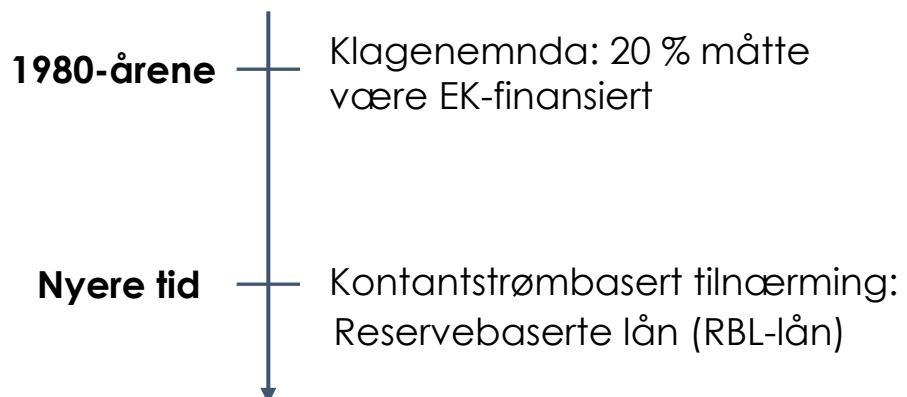 1980-årene
Klagenemnda: 20 % måtte
være EK-finansiert
Nyere tid
Kontantstrømbasert tilnærming:
Reservebaserte lån (RBL-lån)